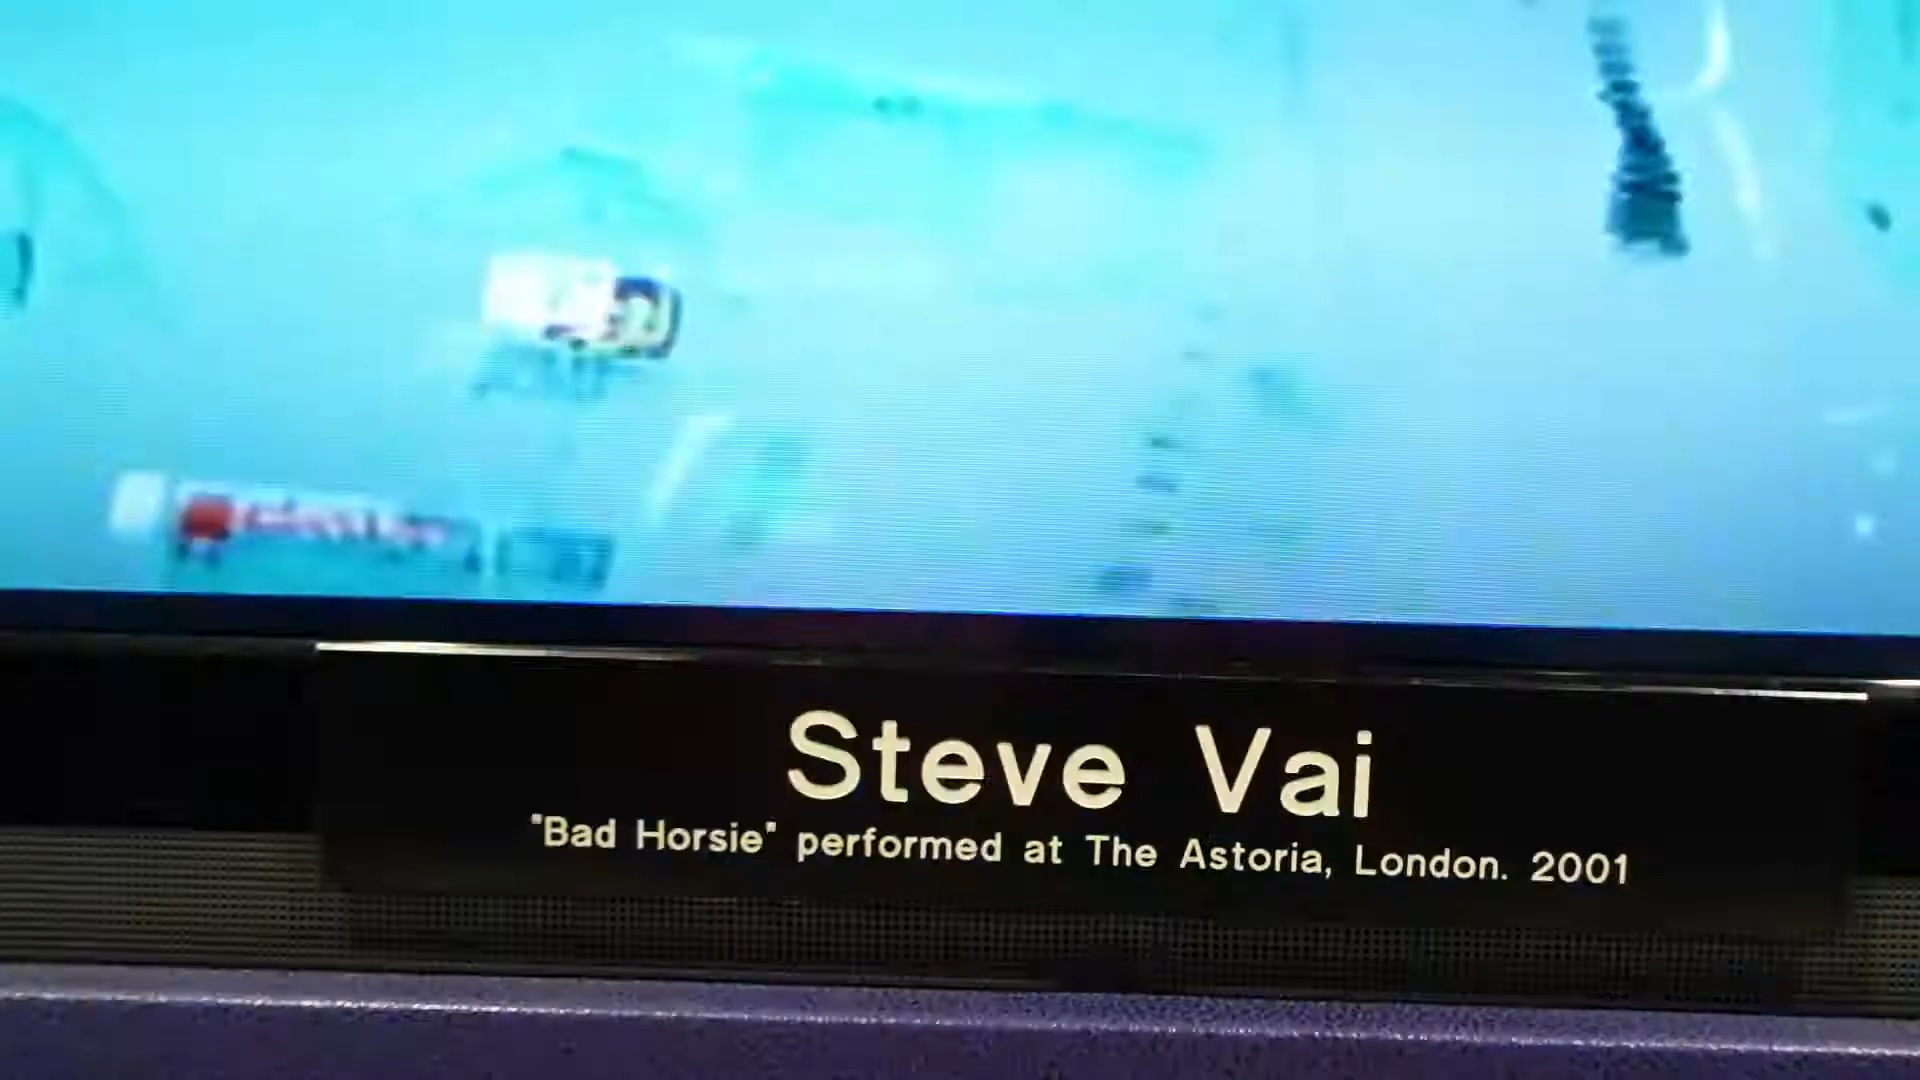 Steve Vai
"Bad Horsie" performed at The Astoria, London. 2001